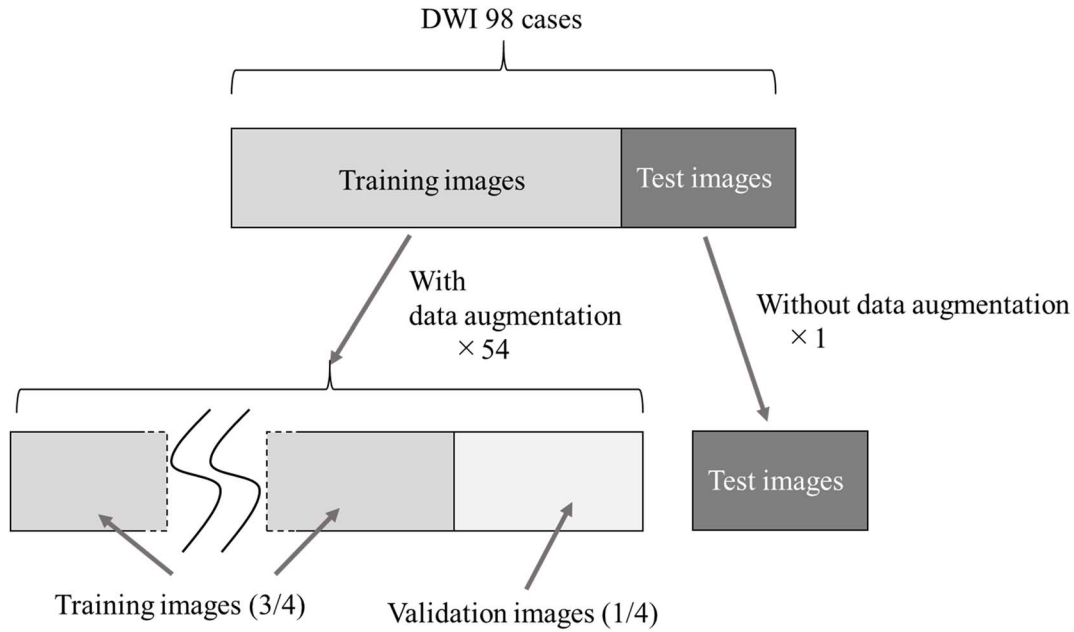 DWI 98 cases
Training images
Test images
With
data augmentation
× 54
Without data augmentation
× 1
Test images
Training images (3/4)
Validation images (1/4)